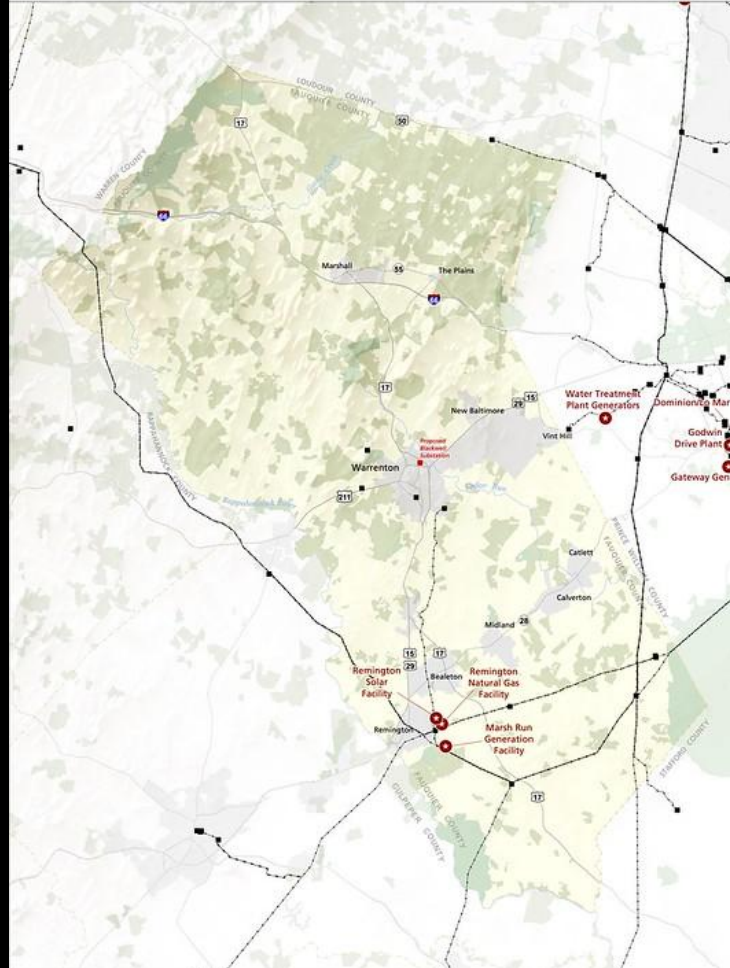 LOUDOUN COUNTY
FAUQUIER COUNTY
17
50
WARREN COUNTY
66
Marshall
55
The Plains
66
17
29
15
New Baltimore
Water Treatment
Plant Generators
Dominion/Lo Mar
Vint Hill
Godwin
Drive Plant
Gateway Gen
Proposed
Blackwell
Substation
Warrenton
211
RAPPAHANNOCK COUNTY
Rappahannock River
PRINCE WILLIAM COUNTY
FAUQUIER COUNTY
Catlett
Calverton
Midland
28
15
29
17
Remington
Solar
Facility
Bealeton
Remington
Natural Gas
Facility
Remington
Marsh Run
Generation
Facility
STAFFORD COUNTY
17
FAUQUIER COUNTY
CULPEPER COUNTY